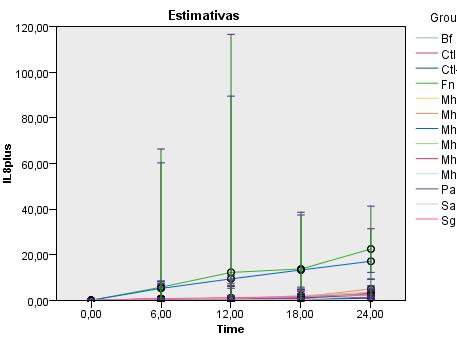 Estimativas
Grou
120,00
100,00
80,00
60,00
40,00
20,00
,00
IL8plus
0,00 6,00 12,00 18,00 24,00
Time
Bf
Ctl
Ctl
Fn
Mh
Mh
Mh
Mh
Mh
Mh
Pa
Sa
Sg